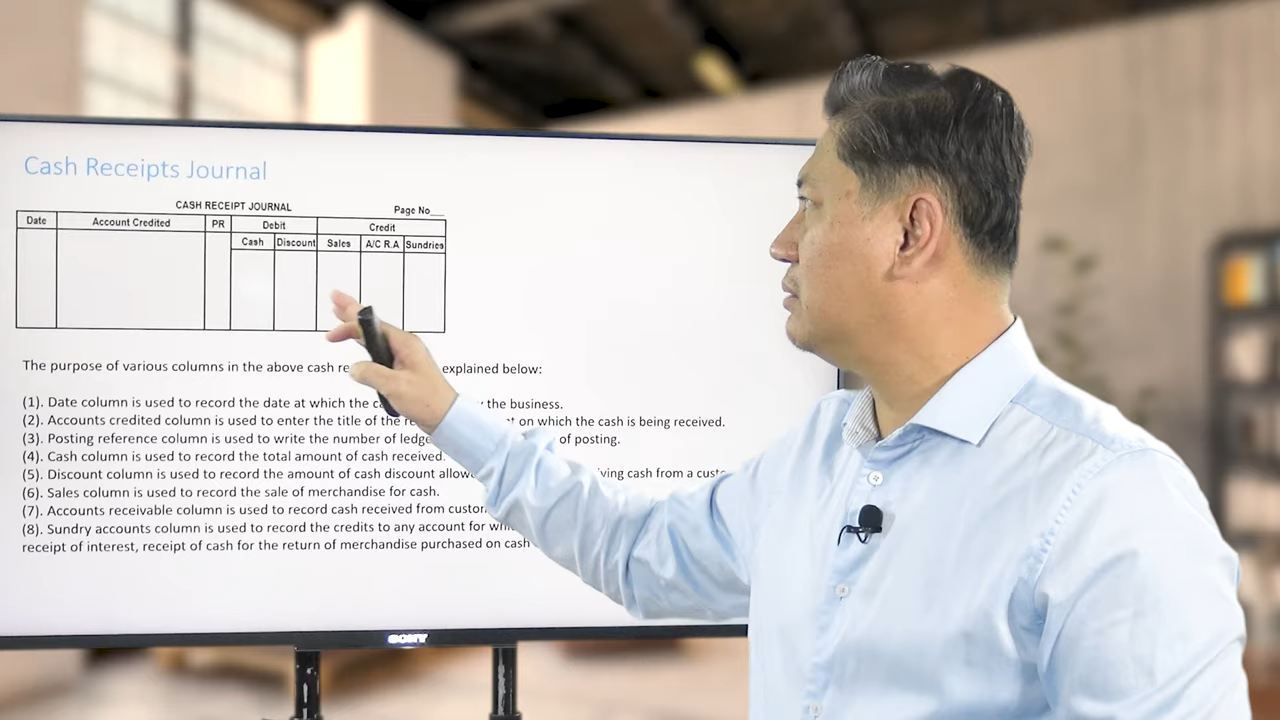 Cash Receipts Journal
CASH RECEIPT JOURNAL
Page No__
Date Account Credited PR Debit Credit
Cash Discount Sales A/C R.A Sundries
The purpose of various columns in the above cash re explained below:
(1). Date column is used to record the date at which the the business.
(2). Accounts credited column is used to enter the title of the on which the cash is being received.
(3). Posting reference column is used to write the number of of posting.
(4). Cash column is used to record the total amount of cash received.
(5). Discount column is used to record the amount of cash discount cash from a
(6). Sales column is used to record the sale of merchandise for cash.
(7). Accounts receivable column is used to record cash received from
(8). Sundry accounts column is used to record the credits to any account for
receipt of interest, receipt of cash for the return of merchandise purchased on cash
SONY